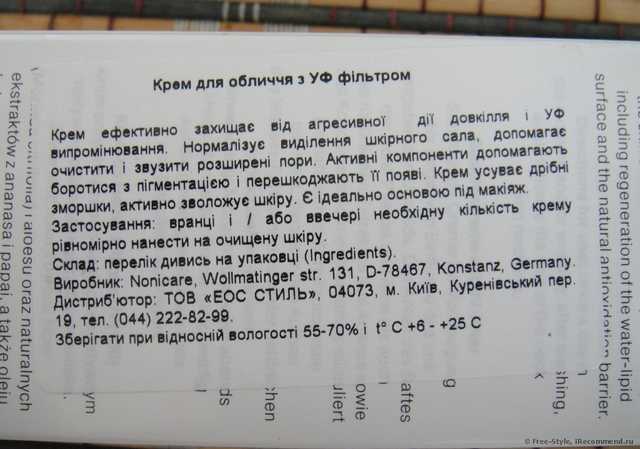 Крем для обличчя з УФ фільтром
Крем ефективно захищає від агресивної дії довкілля і УФ
випромінювання. Нормалізує виділення шкірного сала, допомагає
очистити і звузити розширені пори. Активні компоненти допомагають
боротися з пігментацією і перешкоджають її появі. Крем усуває дрібні
зморшки, активно зволожує шкіру. Є ідеально основою під макіяж.
Застосування: вранці і / або ввечері необхідну кількість крему
рівномірно нанести на очищену шкіру.
Склад: перелік дивись на упаковці (Ingredients).
Виробник: Nonicare, Wollmatinger str. 131, D-78467, Konstanz, Germany.
Дистриб'ютор: ТОВ «ЕОС СТИЛЬ», 04073, м. Київ, Куренівський пер.
19, тел. (044) 222-82-99.
Зберігати при відносній вологості 55-70% і t° C +6 - +25 C
including regeneration of the water-lipid
surface and the natural antioxidation barrier.
aloesu oraz naturalnych
ekstraktów z ananasa i papai, a także oleju
© Free-Style, IRecommend.ru